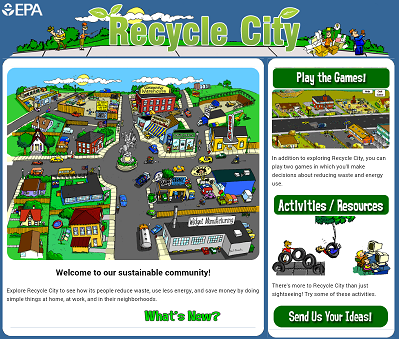 EPA
Recycle City
Play the Games!
In addition to exploring Recycle City, you can
play two games in which you'll make
decisions about reducing waste and energy
use.
Activities / Resources
There's more to Recycle City than just
sightseeing! Try some of these activities.
Send Us Your Ideas!
Widget Manufacturing
Welcome to our sustainable community!
Explore Recycle City to see how its people reduce waste, use less energy, and save money by doing
simple things at home, at work, and in their neighborhoods.
What's New?